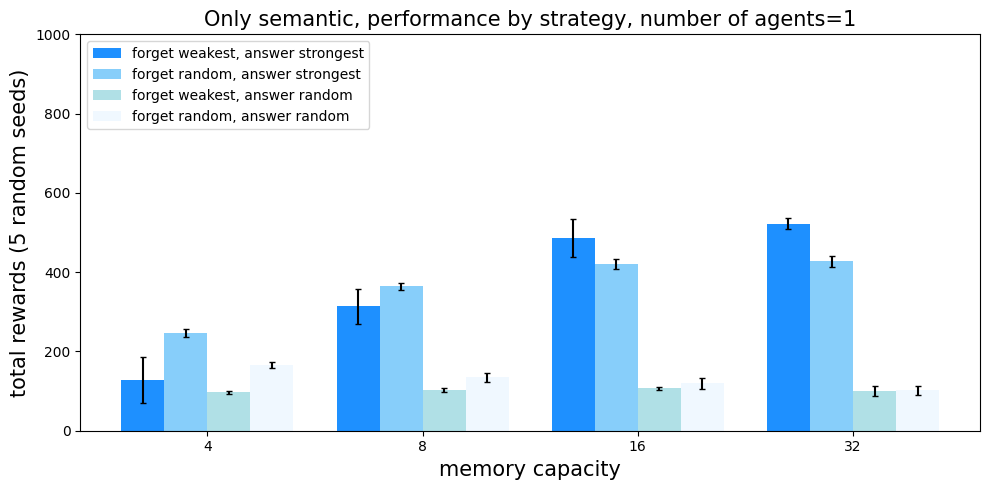 Only semantic, performance by strategy, number of agents=1
total rewards (5 random seeds)
1000
800
600
400
200
0
forget weakest, answer strongest
forget random, answer strongest
forget weakest, answer random
forget random, answer random
4 8 16 32
memory capacity